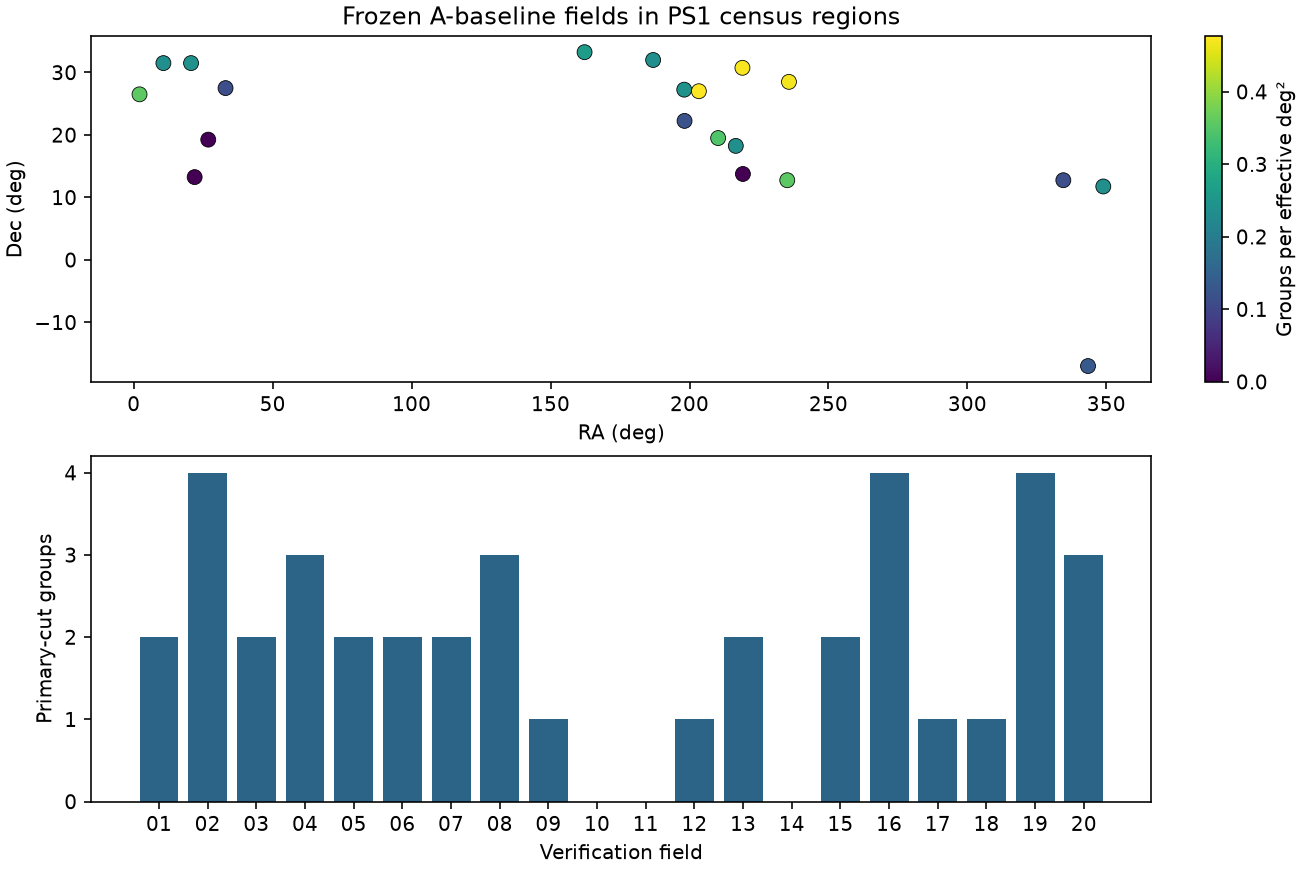 Frozen A-baseline fields in PS1 census regions
Dec (deg)
30
20
10
0
−10
0 50 100 150 200 250 300 350
RA (deg)
0.4
0.3
0.2
0.1
0.0
Groups per effective deg²
Primary-cut groups
4
3
2
1
0
01 02 03 04 05 06 07 08 09 10 11 12 13 14 15 16 17 18 19 20
Verification field